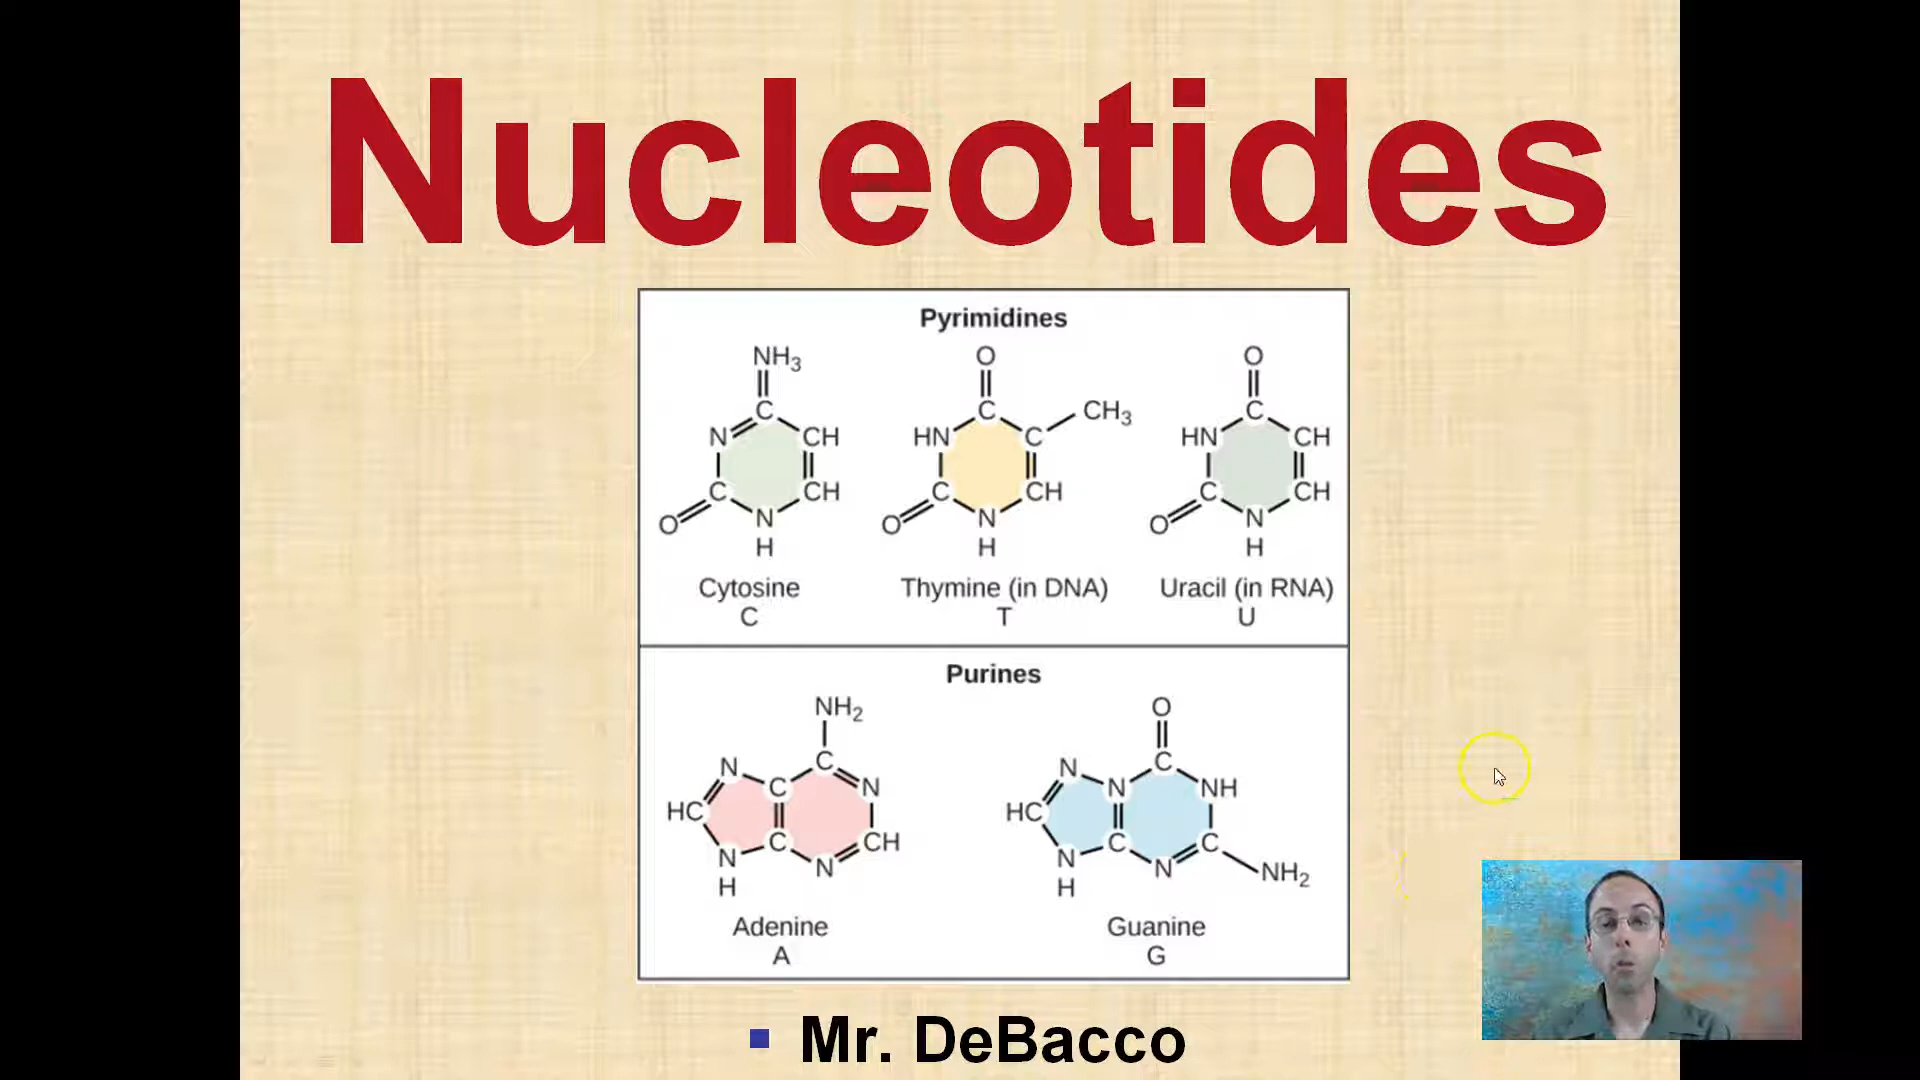 Nucleotides
Pyrimidines
NH3 O O
C C CH3 C
N CH HN C HN CH
C CH C CH C CH
O N O N O N
H H H
Cytosine Thymine (in DNA) Uracil (in RNA)
C T U
Purines
NH2 O
N C N C
C N N NH
HC HC
N C CH N C C
N N NH2
H H
Adenine Guanine
A G
Mr. DeBacco